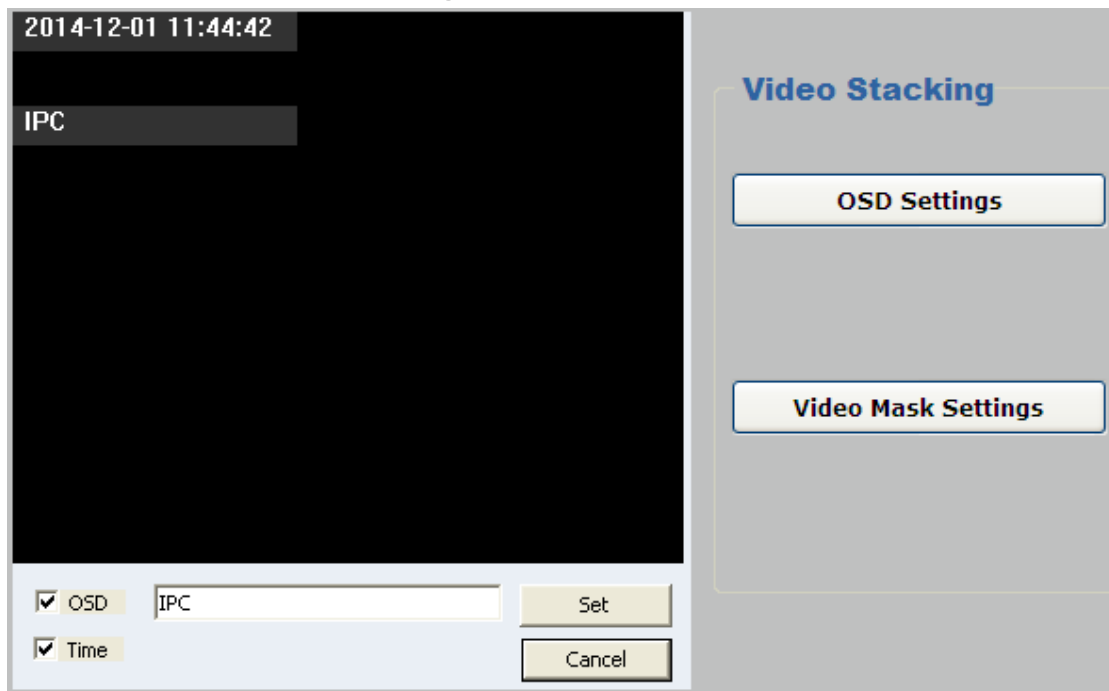 2014-12-01 11:44:42
IPC
Video Stacking
OSD Settings
Video Mask Settings
OSD
IPC
Set
Time
Cancel